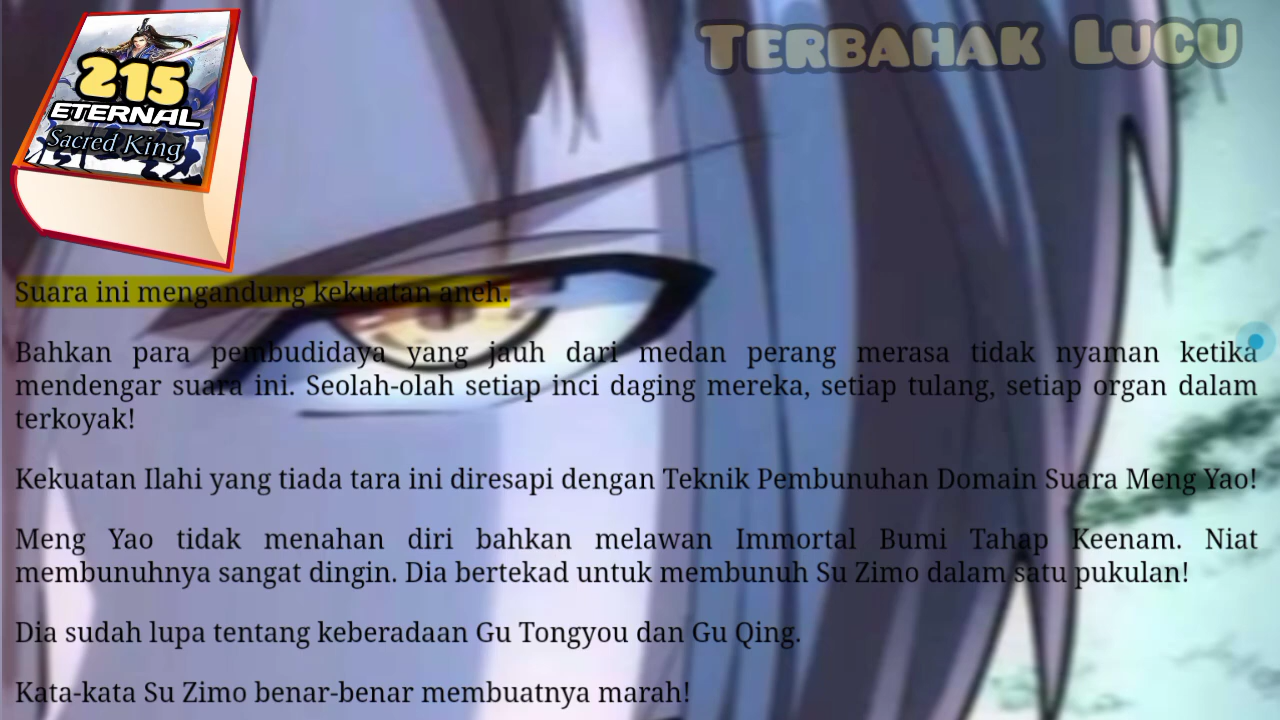 Terbahak Lucu
215
ETERNAL
Sacred King
Suara ini mengandung kekuatan aneh.
Bahkan para pembudidaya yang jauh dari medan perang merasa tidak nyaman ketika
mendengar suara ini. Seolah-olah setiap inci daging mereka, setiap tulang, setiap organ dalam
terkoyak!
Kekuatan Ilahi yang tiada tara ini diresapi dengan Teknik Pembunuhan Domain Suara Meng Yao!
Meng Yao tidak menahan diri bahkan melawan Immortal Bumi Tahap Keenam. Niat
membunuhnya sangat dingin. Dia bertekad untuk membunuh Su Zimo dalam satu pukulan!
Dia sudah lupa tentang keberadaan Gu Tongyou dan Gu Qing.
Kata-kata Su Zimo benar-benar membuatnya marah!